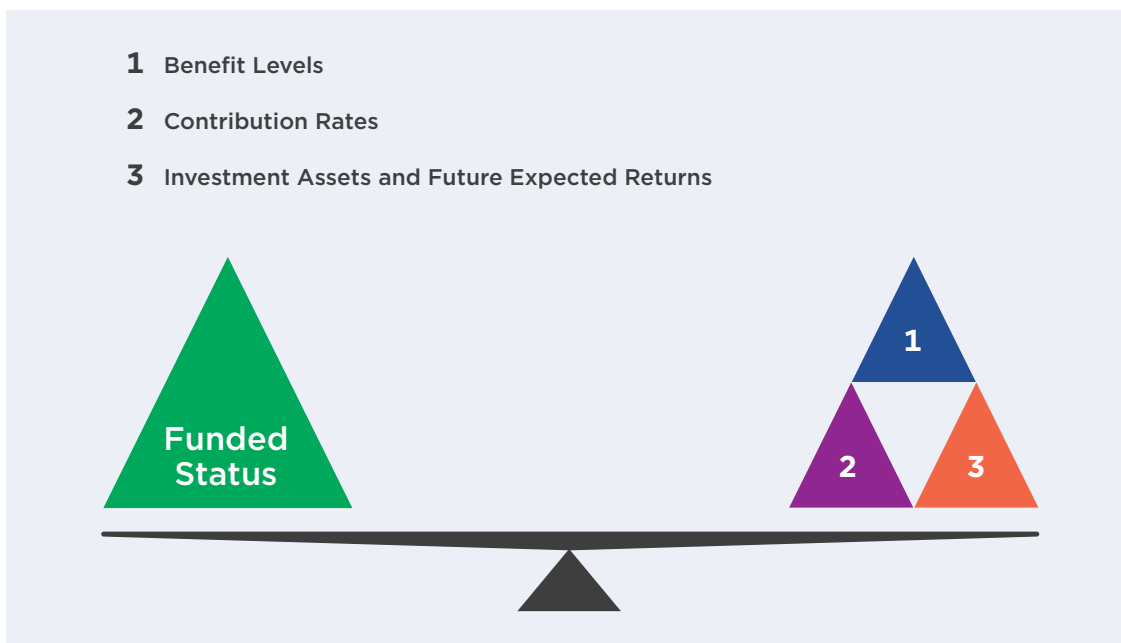 1 Benefit Levels
2 Contribution Rates
3 Investment Assets and Future Expected Returns
Funded
Status
1
2
3